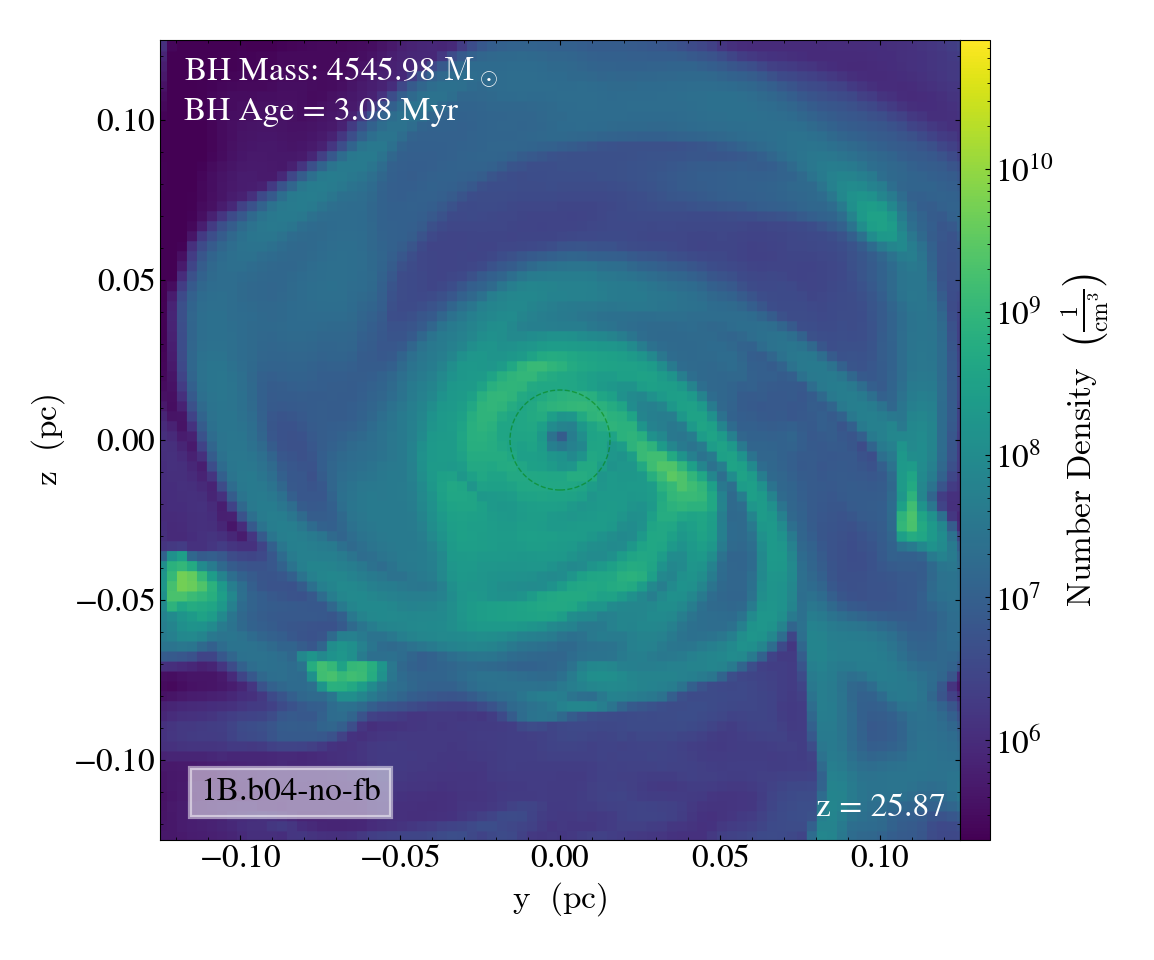 BH Mass: 4545.98 M☉
BH Age = 3.08 Myr
0.10
0.05
0.00
−0.05
−0.10
z (pc)
1B.b04-no-fb
z = 25.87
−0.10 −0.05 0.00 0.05 0.10
y (pc)
10¹⁰
10⁹
10⁸
10⁷
10⁶
Number Density (1/cm³)